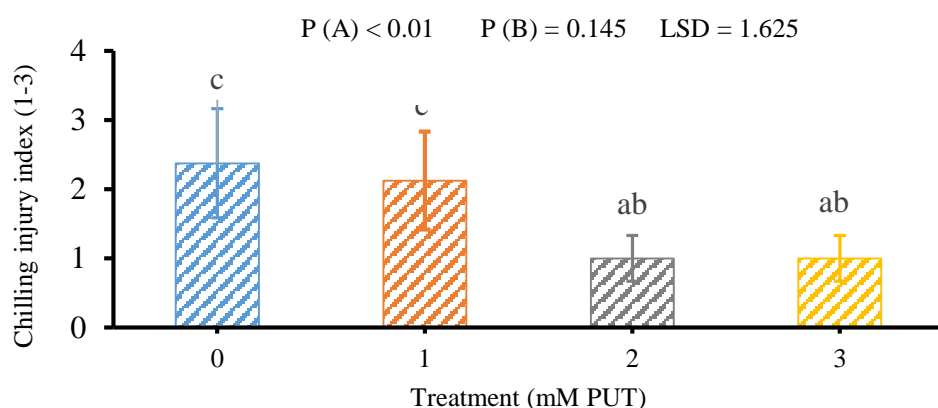 P (A) < 0.01 P (B) = 0.145 LSD = 1.625
Chilling injury index (1-3)
4
3
2
1
0
c
c
ab
ab
0 1 2 3
Treatment (mM PUT)